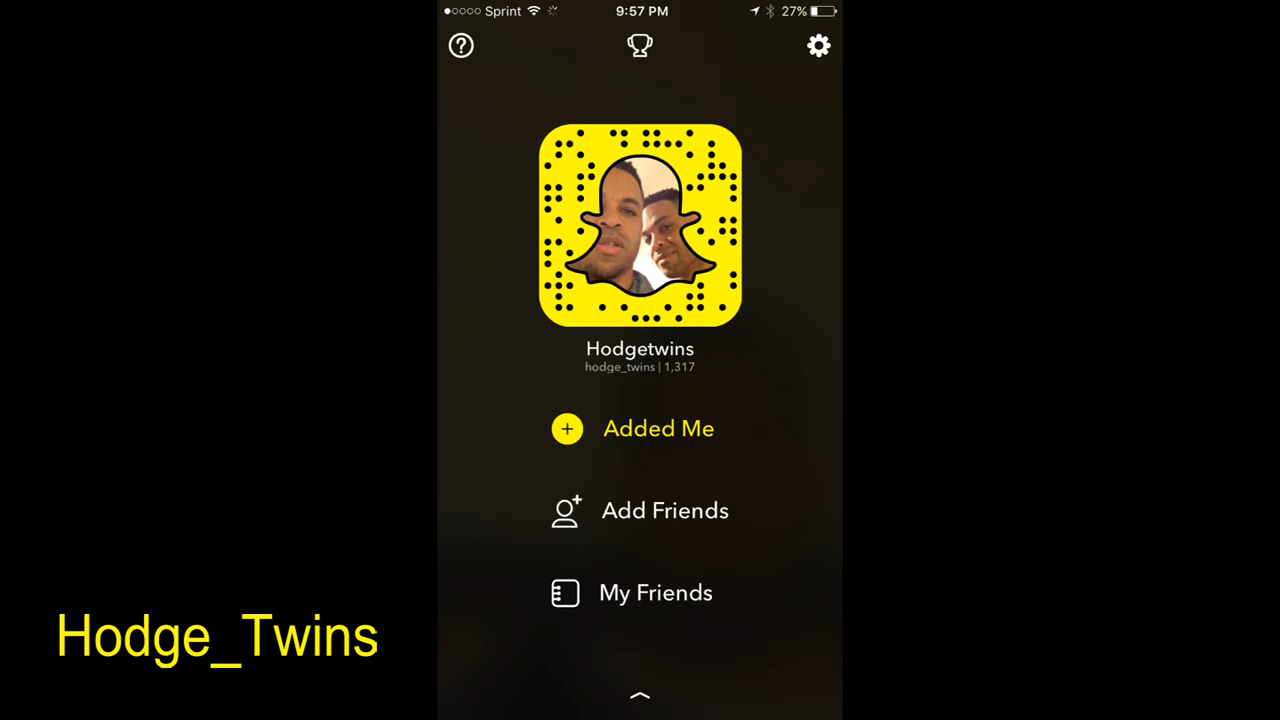 Sprint 9:57 PM 27%
Hodgetwins
hodge_twins | 1,317
Added Me
Add Friends
My Friends
Hodge_Twins